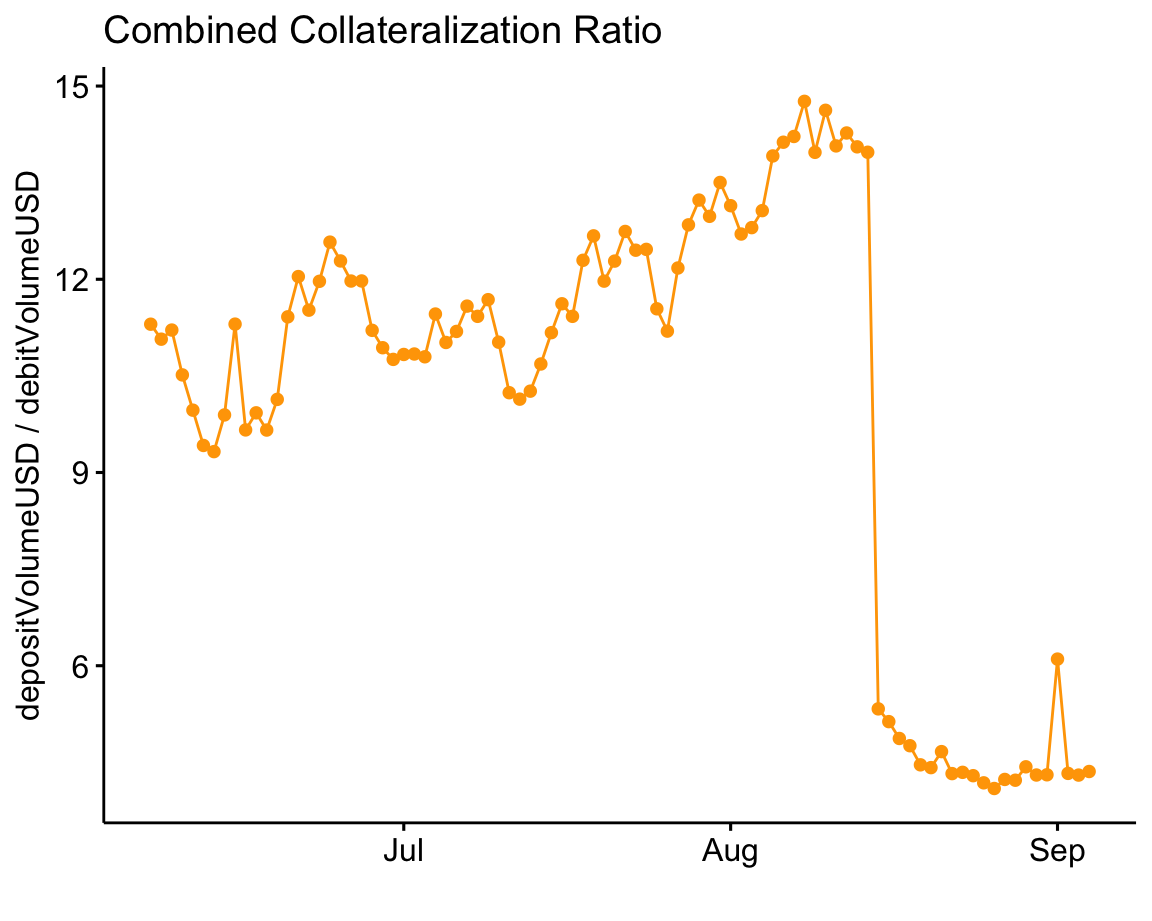 Combined Collateralization Ratio
depositVolumeUSD / debitVolumeUSD
15
12
9
6
Jul
Aug
Sep